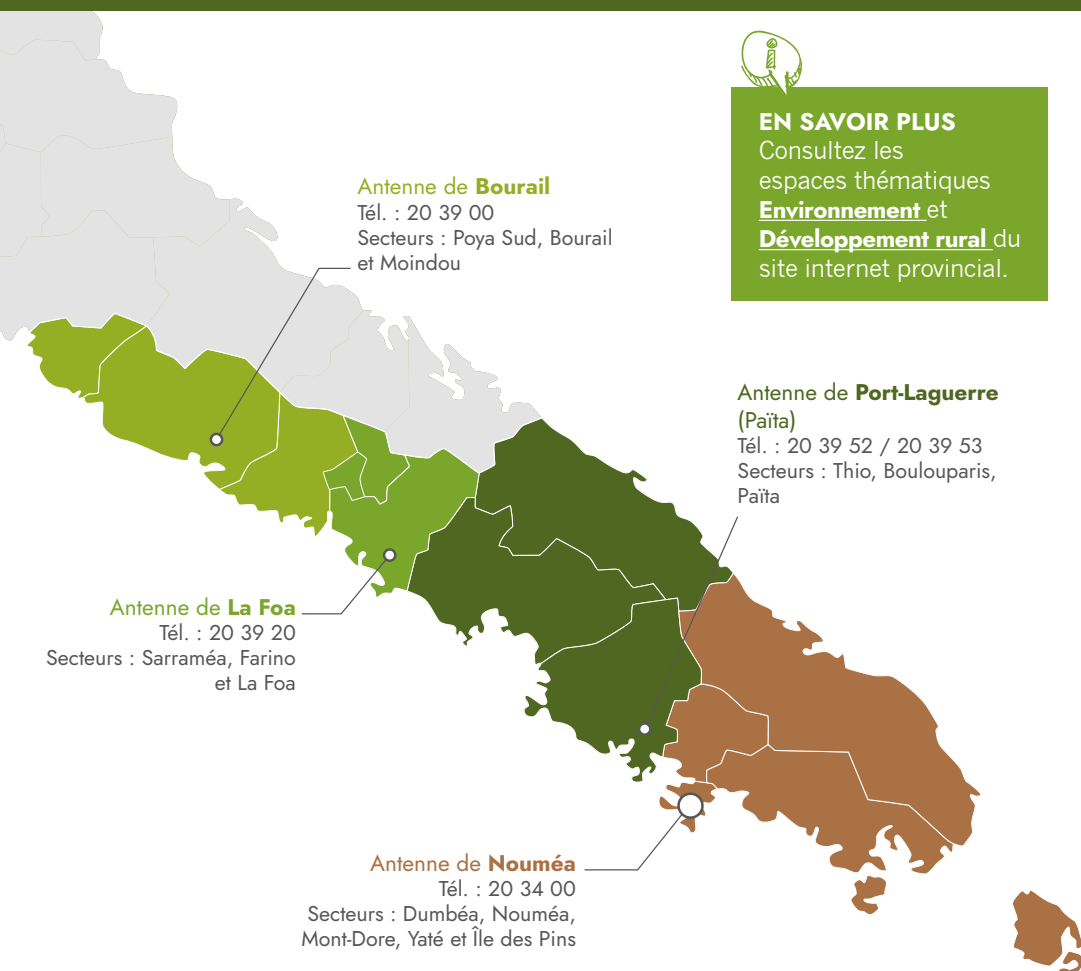 EN SAVOIR PLUS
Consultez les
espaces thématiques
Environnement et
Développement rural du
site internet provincial.
Antenne de Bourail
Tél. : 20 39 00
Secteurs : Poya Sud, Bourail
et Moindou
Antenne de Port-Laguerre
(Païta)
Tél. : 20 39 52 / 20 39 53
Secteurs : Thio, Boulouparis,
Païta
Antenne de La Foa
Tél. : 20 39 20
Secteurs : Sarraméa, Farino
et La Foa
Antenne de Nouméa
Tél. : 20 34 00
Secteurs : Dumbéa, Nouméa,
Mont-Dore, Yaté et Île des Pins